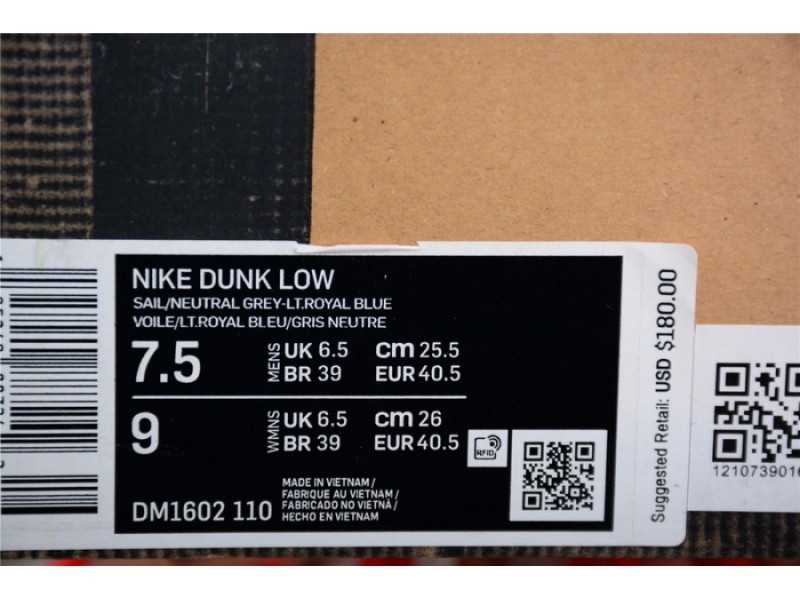 NIKE DUNK LOW
SAIL/NEUTRAL GREY-LT.ROYAL BLUE
VOILE/LT.ROYAL BLEU/GRIS NEUTRE
7.5 MENS UK 6.5 cm 25.5
BR 39 EUR 40.5
9 WMNS UK 6.5 cm 26
BR 39 EUR 40.5
RFID
DM1602 110
MADE IN VIETNAM /
FABRIQUE AU VIETNAM /
FABRICADO NO VIETNÃ /
HECHO EN VIETNAM
Suggested Retail: USD $180.00